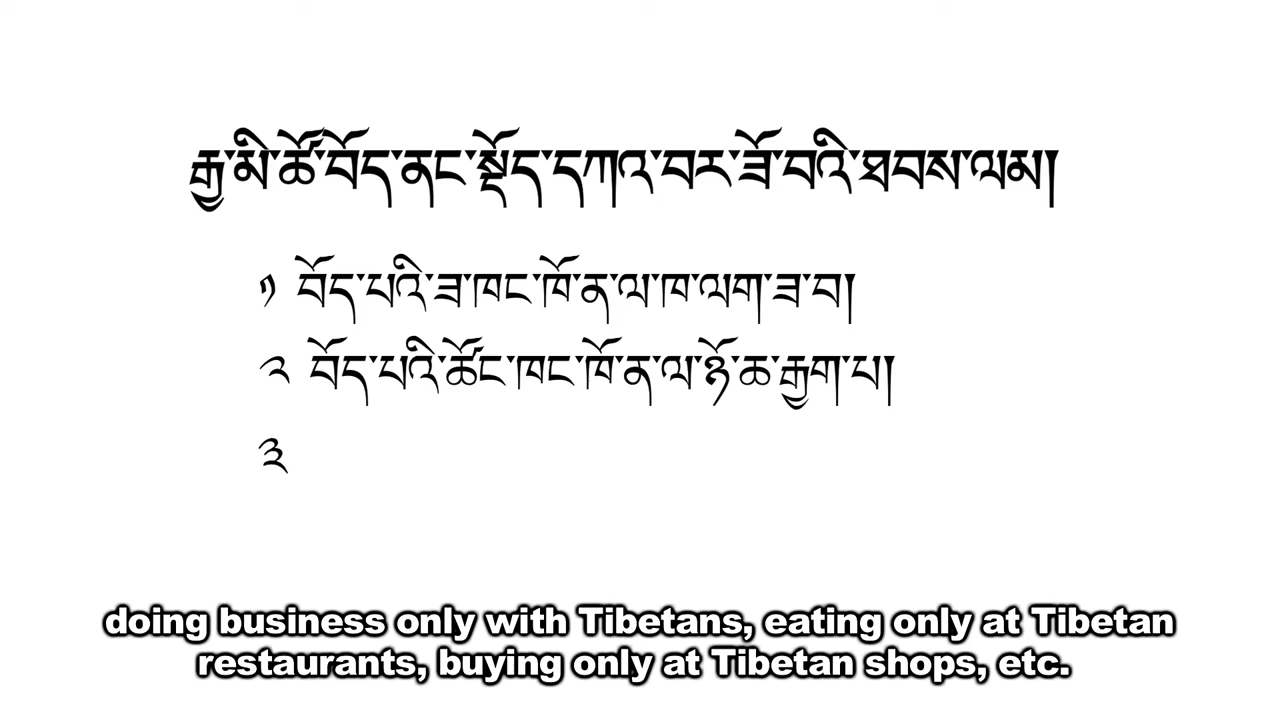 རྒྱ་མི་ཚོ་བོད་ནང་སྡོད་དཀའ་བར་ཟོ་བའི་ཐབས་ལམ།
༡ བོད་པའི་ཟ་ཁང་ཁོ་ན་ལ་ཁ་ལག་ཟ་བ།
༢ བོད་པའི་ཚོང་ཁང་ཁོ་ན་ལ་ཉོ་ཆ་རྒྱག་པ།
༣
doing business only with Tibetans, eating only at Tibetan
restaurants, buying only at Tibetan shops, etc.